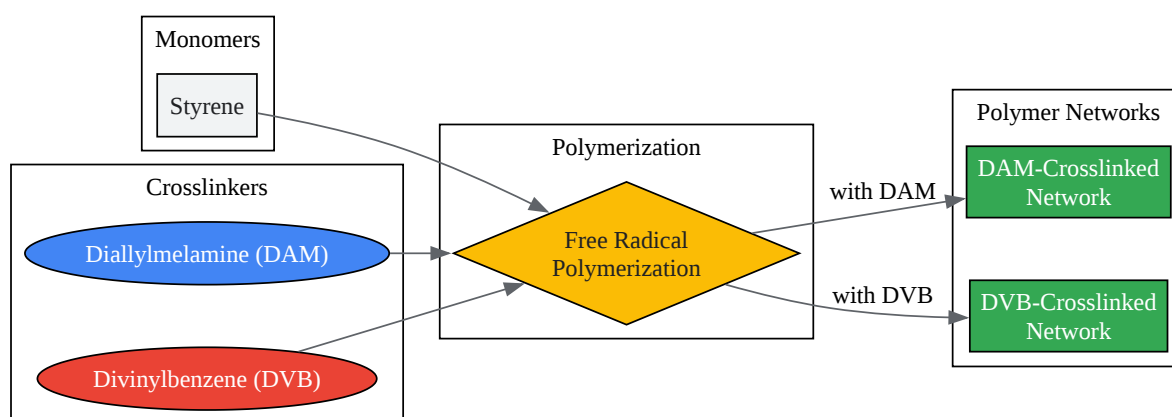 Monomers
Styrene
Crosslinkers
Diallylmelamine (DAM)
Divinylbenzene (DVB)
Polymerization
Free Radical
Polymerization
with DAM
with DVB
Polymer Networks
DAM-Crosslinked
Network
DVB-Crosslinked
Network